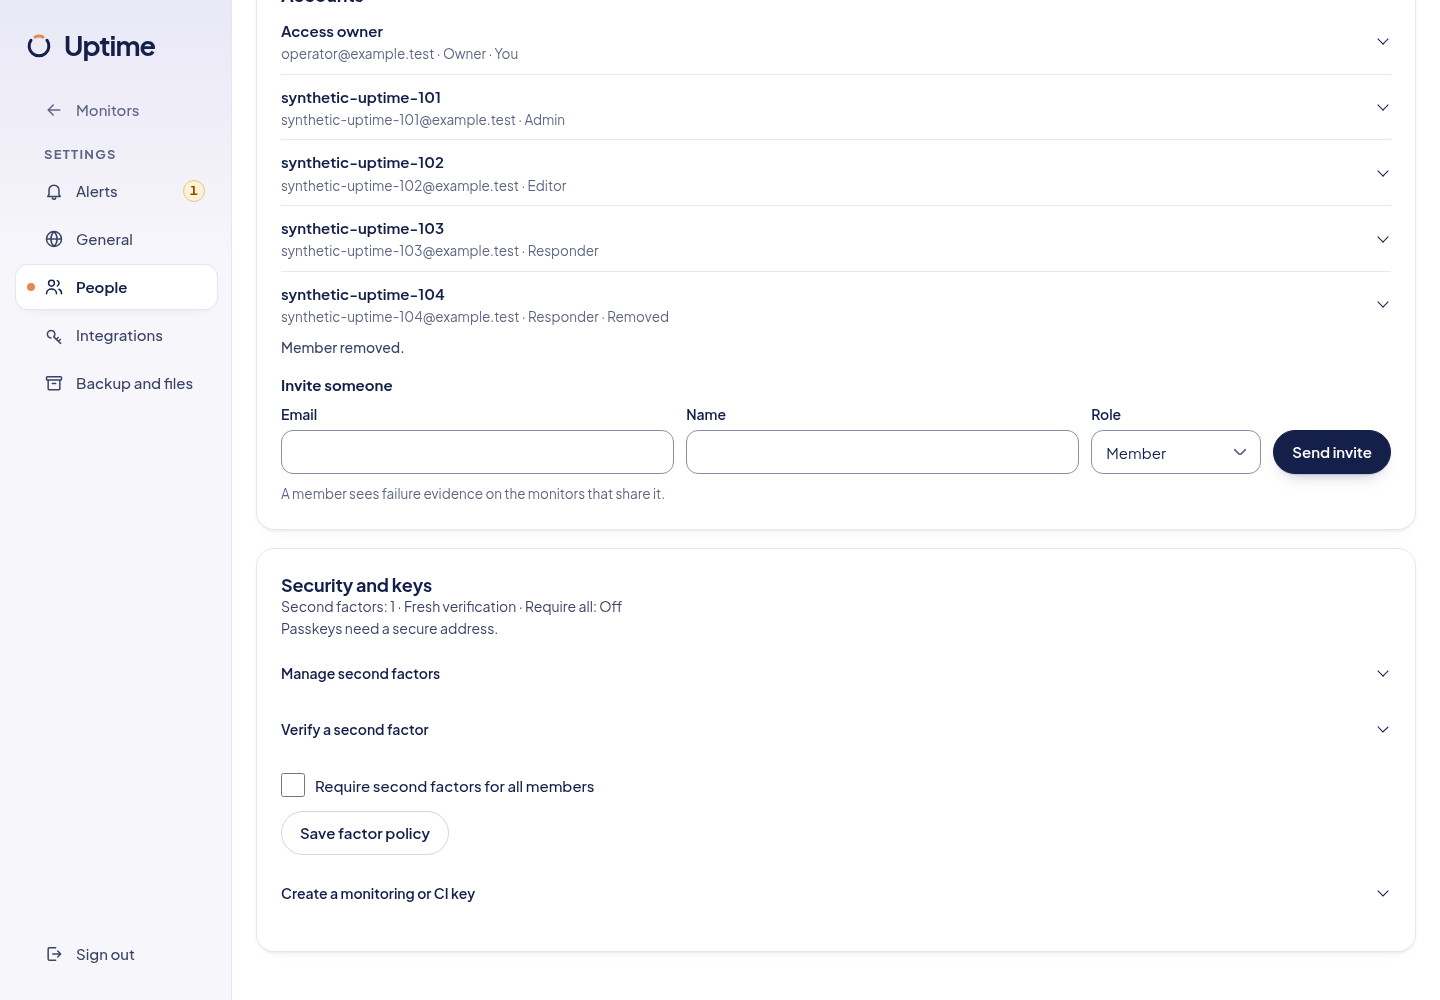 Uptime
Monitors
SETTINGS
Alerts 1
General
People
Integrations
Backup and files
Sign out
Accounts
Access owner
operator@example.test · Owner · You
synthetic-uptime-101
synthetic-uptime-101@example.test · Admin
synthetic-uptime-102
synthetic-uptime-102@example.test · Editor
synthetic-uptime-103
synthetic-uptime-103@example.test · Responder
synthetic-uptime-104
synthetic-uptime-104@example.test · Responder · Removed
Member removed.
Invite someone
Email Name Role
Member Send invite
A member sees failure evidence on the monitors that share it.
Security and keys
Second factors: 1 · Fresh verification · Require all: Off
Passkeys need a secure address.
Manage second factors
Verify a second factor
Require second factors for all members
Save factor policy
Create a monitoring or CI key